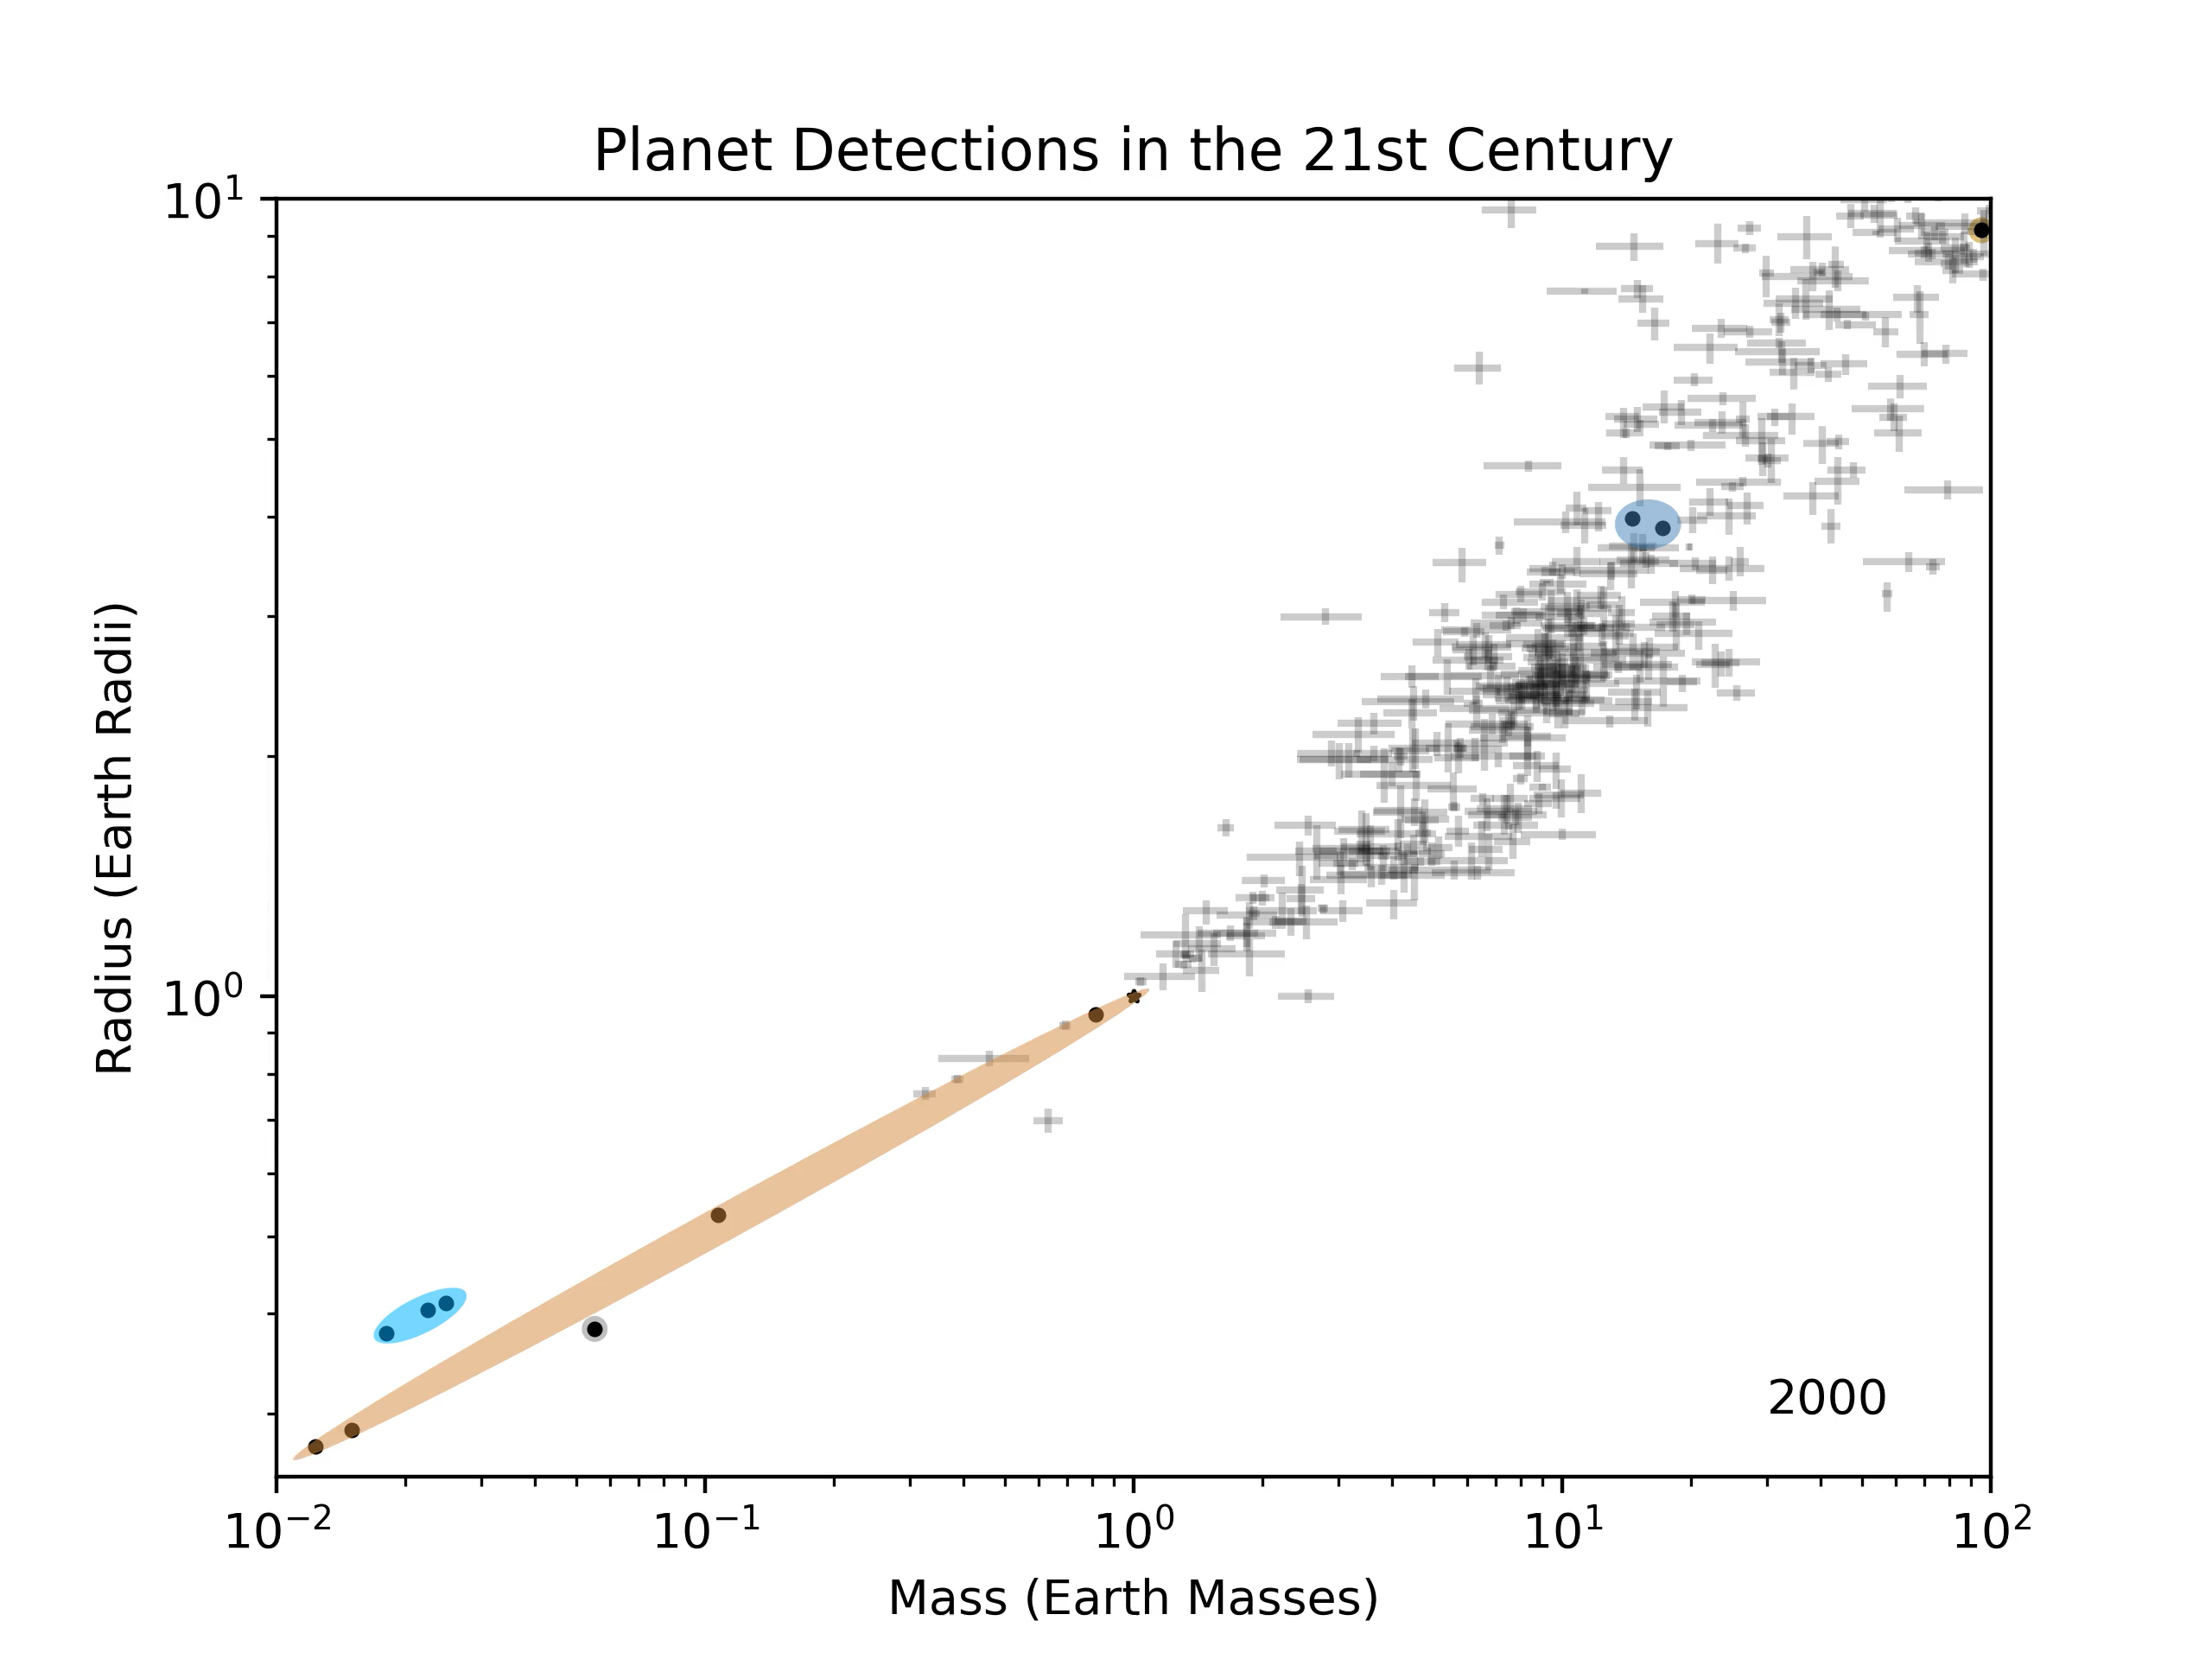 Planet Detections in the 21st Century
10¹
10⁰
Radius (Earth Radii)
2000
10⁻² 10⁻¹ 10⁰ 10¹ 10²
Mass (Earth Masses)